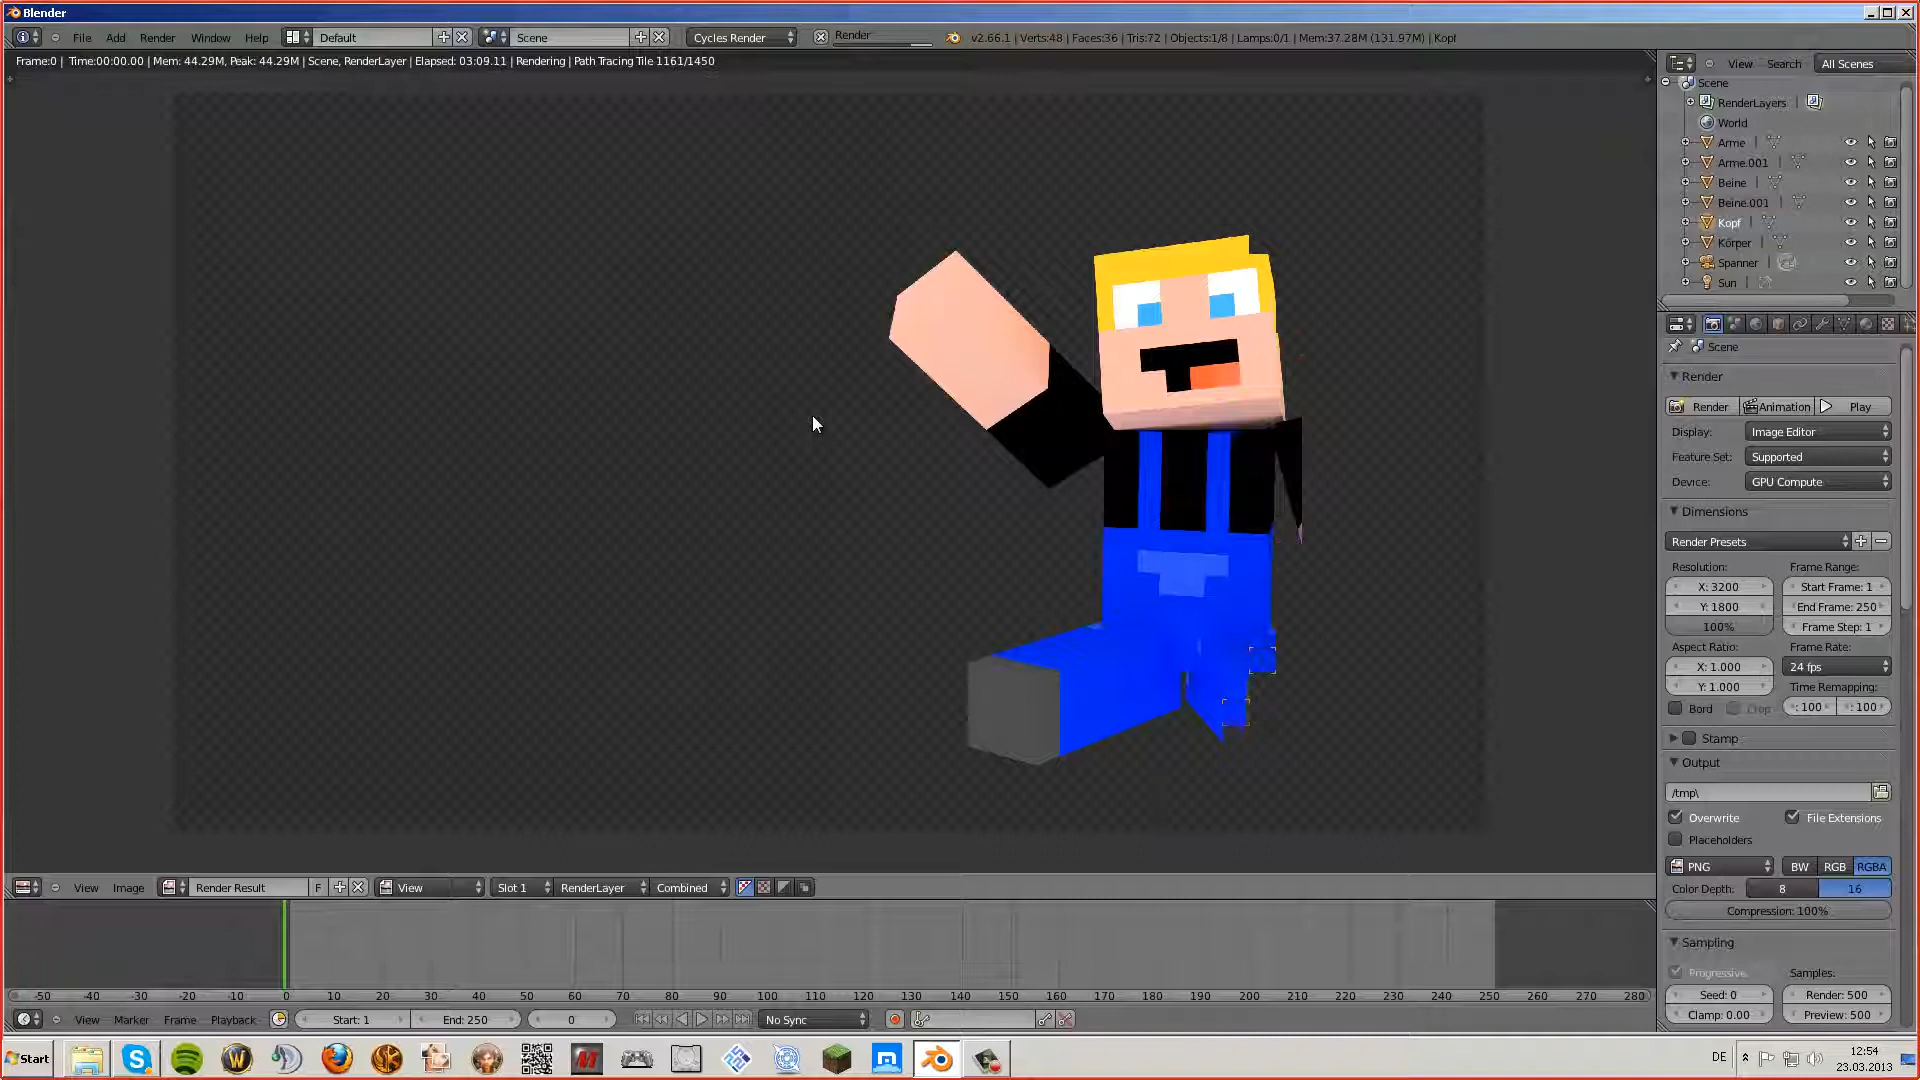 Blender
File Add Render Window Help Default Scene Cycles Render Render v2.66.1 | Verts:48 | Faces:36 | Tris:72 | Objects:1/8 | Lamps:0/1 | Mem:37.28M (131.97M) | Kopf
Frame:0 | Time:00:00.00 | Mem: 44.29M, Peak: 44.29M | Scene, RenderLayer | Elapsed: 03:09.11 | Rendering | Path Tracing Tile 1161/1450
View Search All Scenes
Scene
RenderLayers
World
Arme
Arme.001
Beine
Beine.001
Kopf
Körper
Spanner
Sun
Scene
Render
Render Animation Play
Display: Image Editor
Feature Set: Supported
Device: GPU Compute
Dimensions
Render Presets
Resolution: Frame Range:
X: 3200 Start Frame: 1
Y: 1800 End Frame: 250
100% Frame Step: 1
Aspect Ratio: Frame Rate:
X: 1.000 24 fps
Y: 1.000 Time Remapping:
Bord Crop : 100 : 100
Stamp
Output
/tmp\
Overwrite File Extensions
Placeholders
PNG BW RGB RGBA
Color Depth: 8 16
Compression: 100%
Sampling
Progressive Samples:
Seed: 0 Render: 500
Clamp: 0.00 Preview: 500
View Image Render Result F View Slot 1 RenderLayer Combined
-50 -40 -30 -20 -10 0 10 20 30 40 50 60 70 80 90 100 110 120 130 140 150 160 170 180 190 200 210 220 230 240 250 260 270 280
View Marker Frame Playback Start: 1 End: 250 0 No Sync
Start DE 12:54
23.03.2013